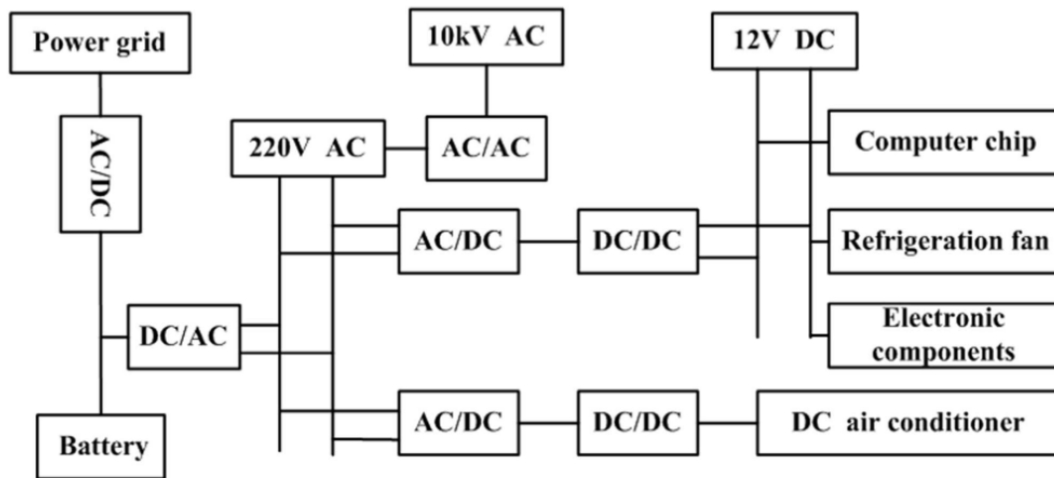 Power grid
10kV AC
12V DC
AC/DC
220V AC
AC/AC
Computer chip
AC/DC
DC/DC
Refrigeration fan
DC/AC
Electronic
components
Battery
AC/DC
DC/DC
DC air conditioner